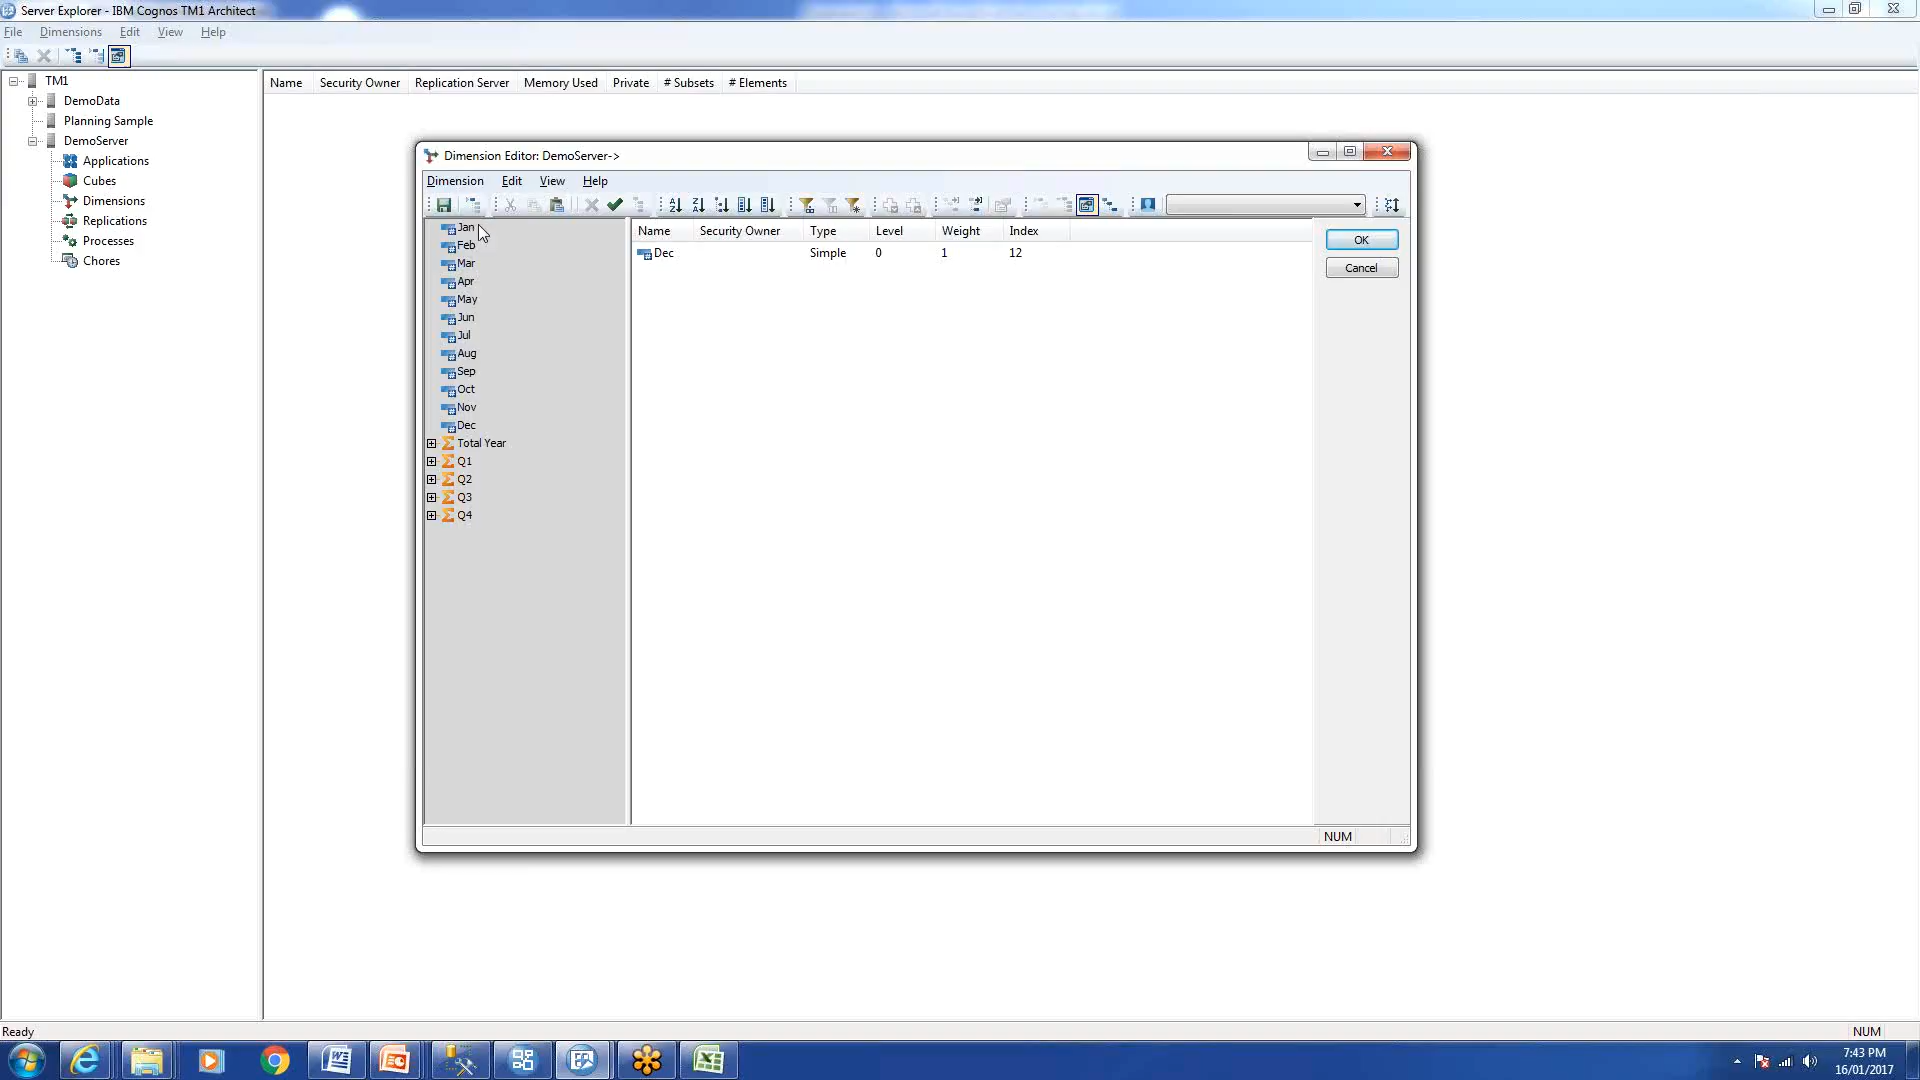 Server Explorer - IBM Cognos TM1 Architect
File Dimensions Edit View Help
TM1
DemoData
Planning Sample
DemoServer
Applications
Cubes
Dimensions
Replications
Processes
Chores
Name Security Owner Replication Server Memory Used Private # Subsets # Elements
Dimension Editor: DemoServer->
Dimension Edit View Help
Jan
Feb
Mar
Apr
May
Jun
Jul
Aug
Sep
Oct
Nov
Dec
Total Year
Q1
Q2
Q3
Q4
Name Security Owner Type Level Weight Index
Dec Simple 0 1 12
OK
Cancel
NUM
Ready NUM
7:43 PM
16/01/2017